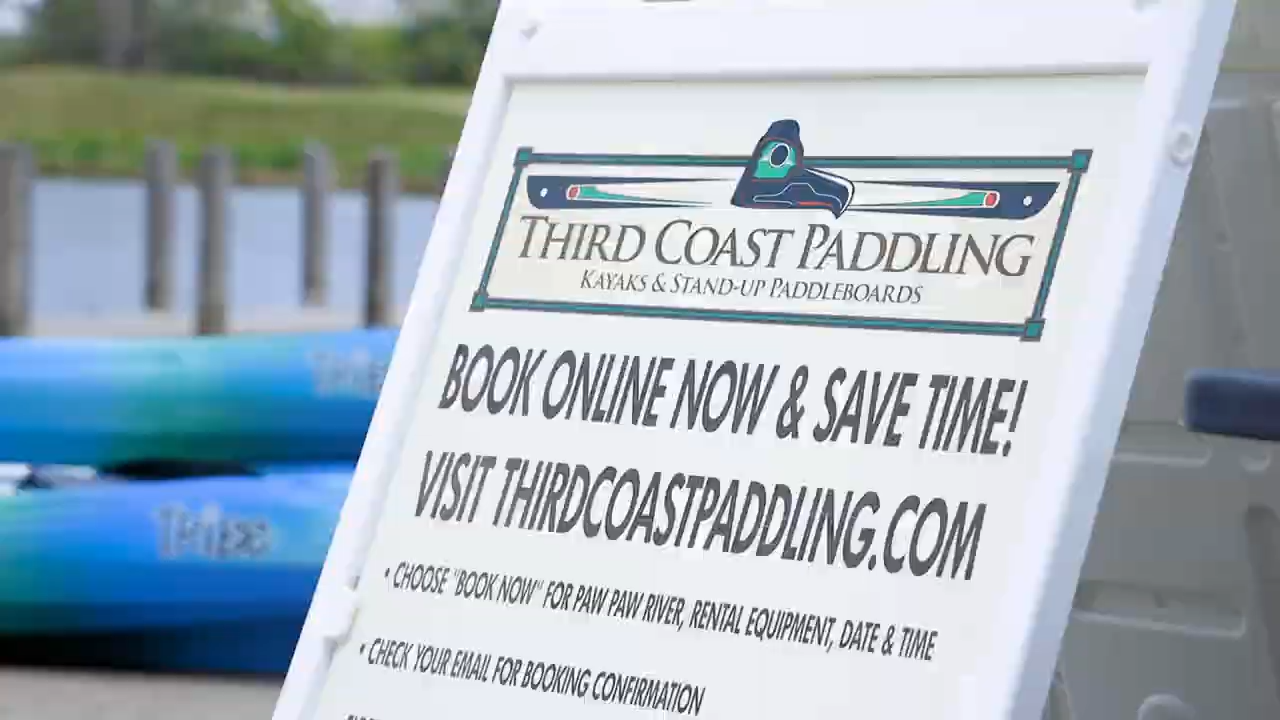 THIRD COAST PADDLING
KAYAKS & STAND-UP PADDLEBOARDS
BOOK ONLINE NOW & SAVE TIME!
VISIT THIRDCOASTPADDLING.COM
• CHOOSE "BOOK NOW" FOR PAW PAW RIVER, RENTAL EQUIPMENT, DATE & TIME
• CHECK YOUR EMAIL FOR BOOKING CONFIRMATION